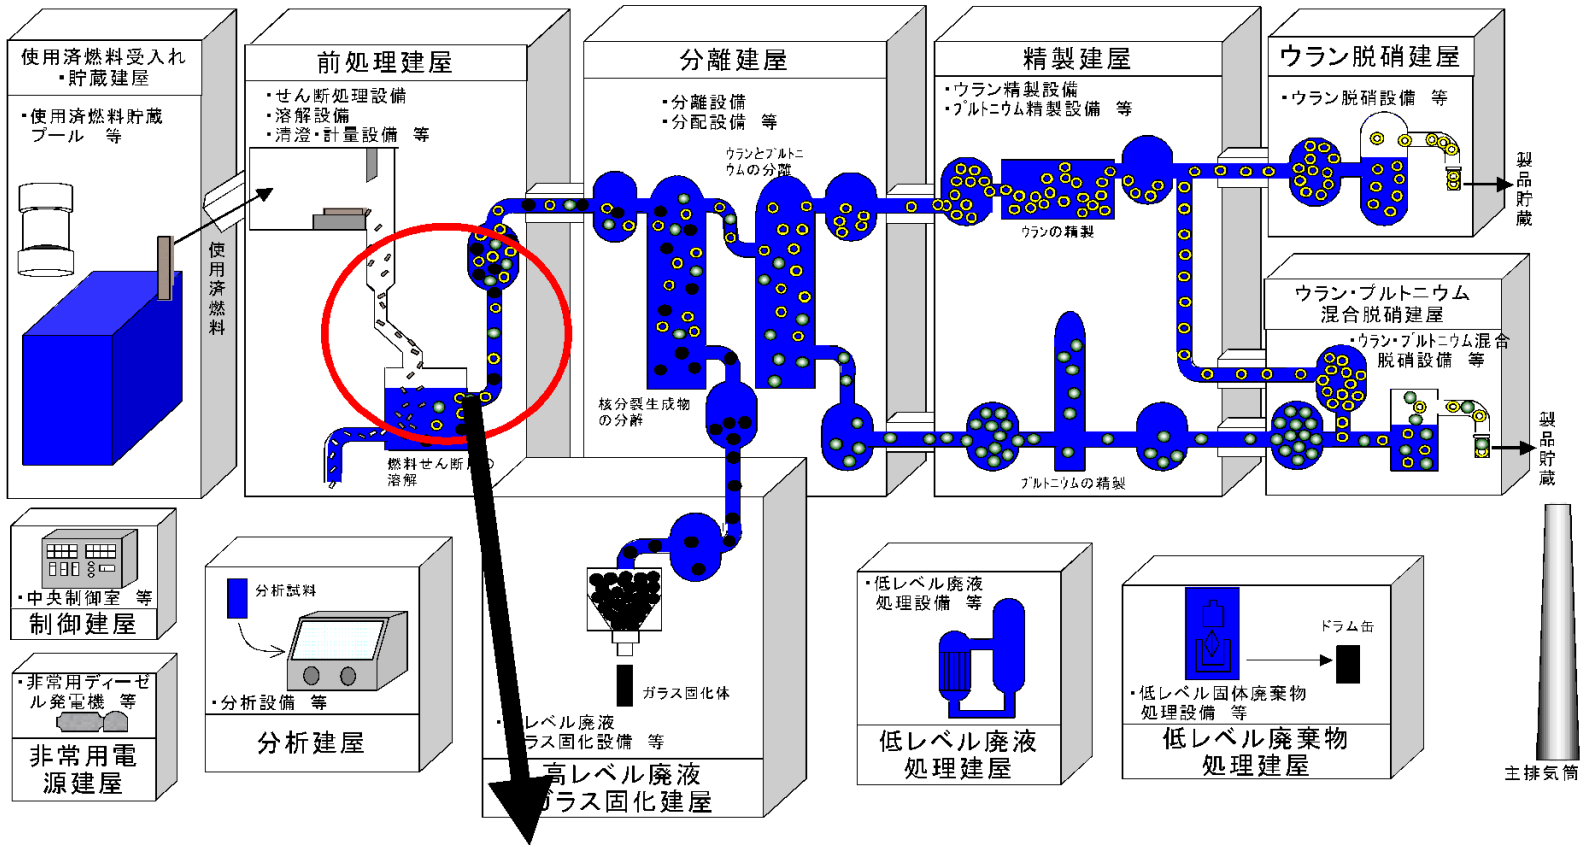 使用済燃料受入れ
・貯蔵建屋
・使用済燃料貯蔵
プール 等
使用済燃料
前処理建屋
・せん断処理設備
・溶解設備
・清澄・計量設備 等
燃料せん断片の
溶解
分離建屋
・分離設備
・分配設備 等
ウランとプルトニ
ウムの分離
核分裂生成物
の分離
精製建屋
・ウラン精製設備
・プルトニウム精製設備 等
ウランの精製
プルトニウムの精製
ウラン脱硝建屋
・ウラン脱硝設備 等
製品貯蔵
ウラン・プルトニウム
混合脱硝建屋
・ウラン・プルトニウム混合
脱硝設備 等
製品貯蔵
・中央制御室 等
制御建屋
・非常用ディーゼ
ル発電機 等
非常用電
源建屋
分析試料
・分析設備 等
分析建屋
ガラス固化体
レベル廃液
ラス固化設備 等
高レベル廃液
ガラス固化建屋
・低レベル廃液
処理設備 等
低レベル廃液
処理建屋
ドラム缶
・低レベル固体廃棄物
処理設備 等
低レベル廃棄物
処理建屋
主排気筒